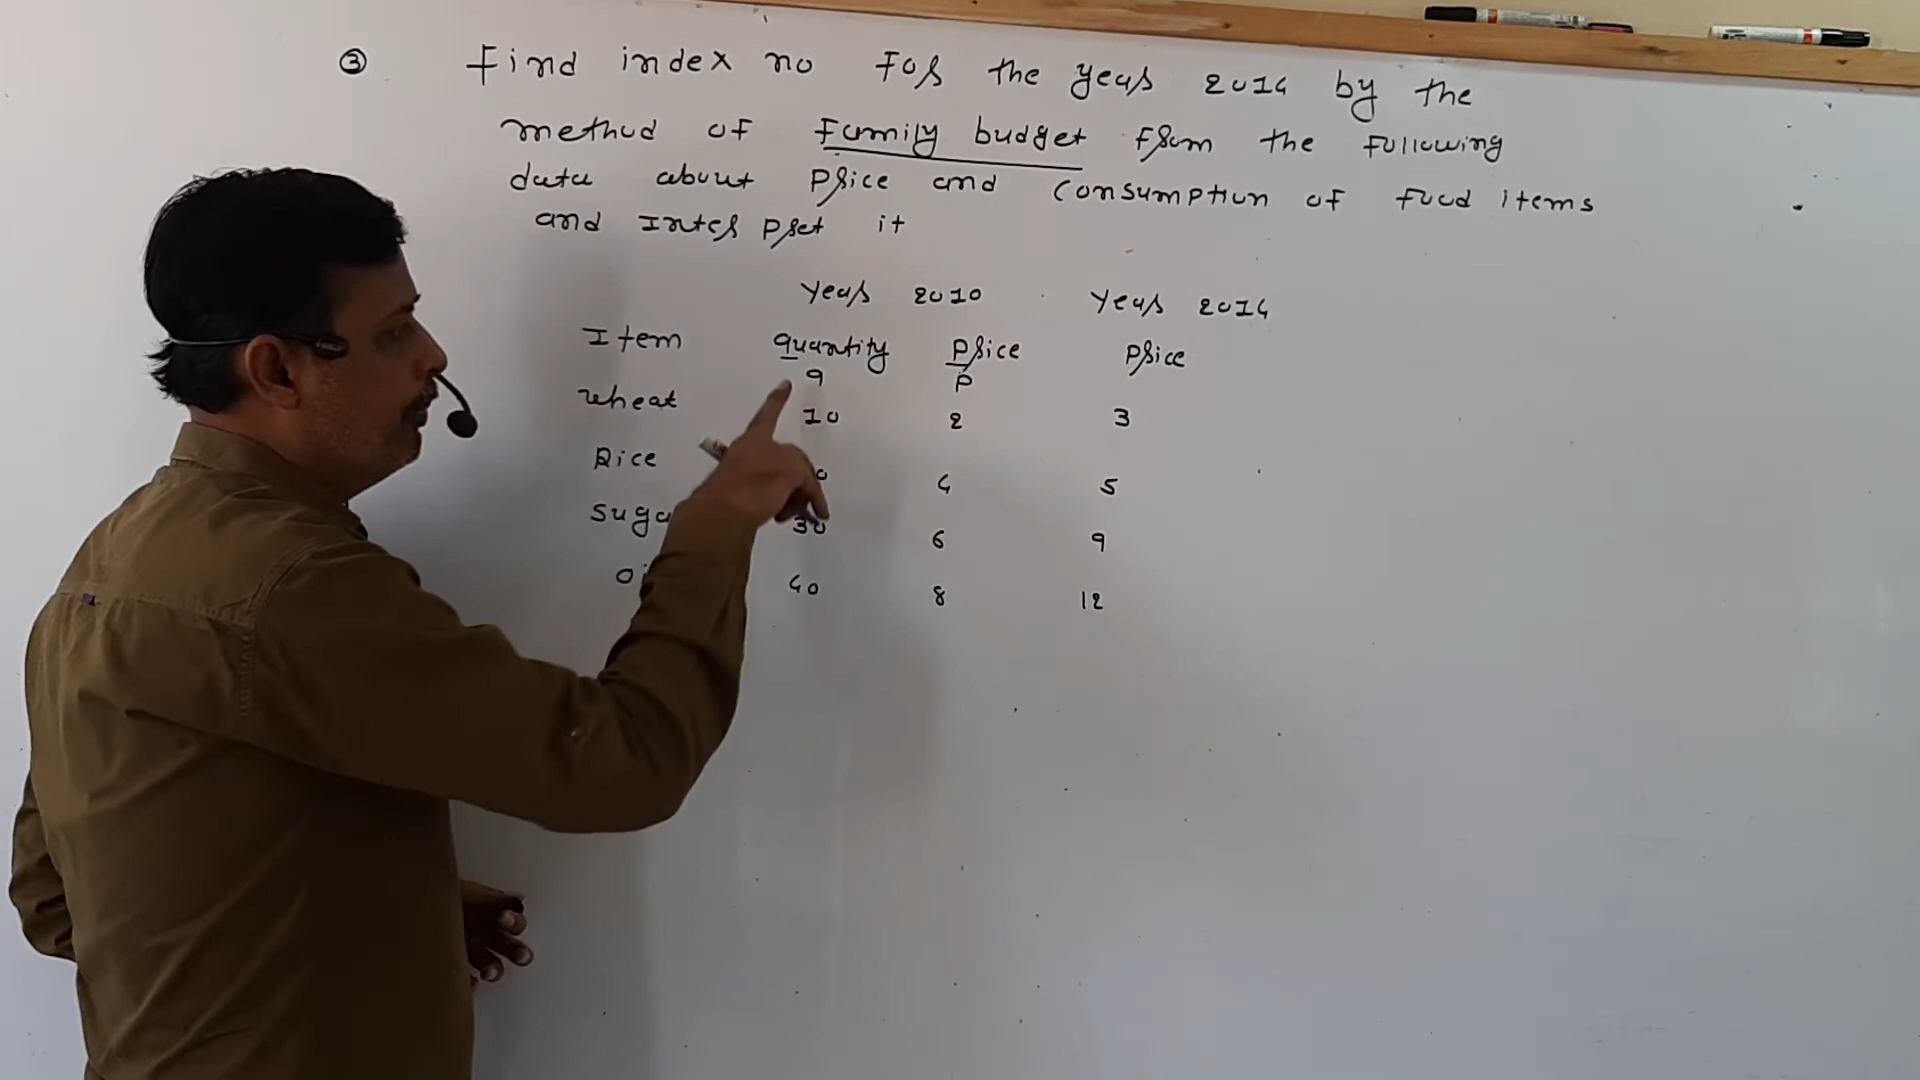 ③ Find index no For the year 2014 by the
method of Family budget From the Following
data about Price and Consumption of Food items
and Interpret it
Year 2010 Year 2014
Item quantity Price Price
q P
wheat 10 2 3
Rice 4 5
30 6 9
40 8 12